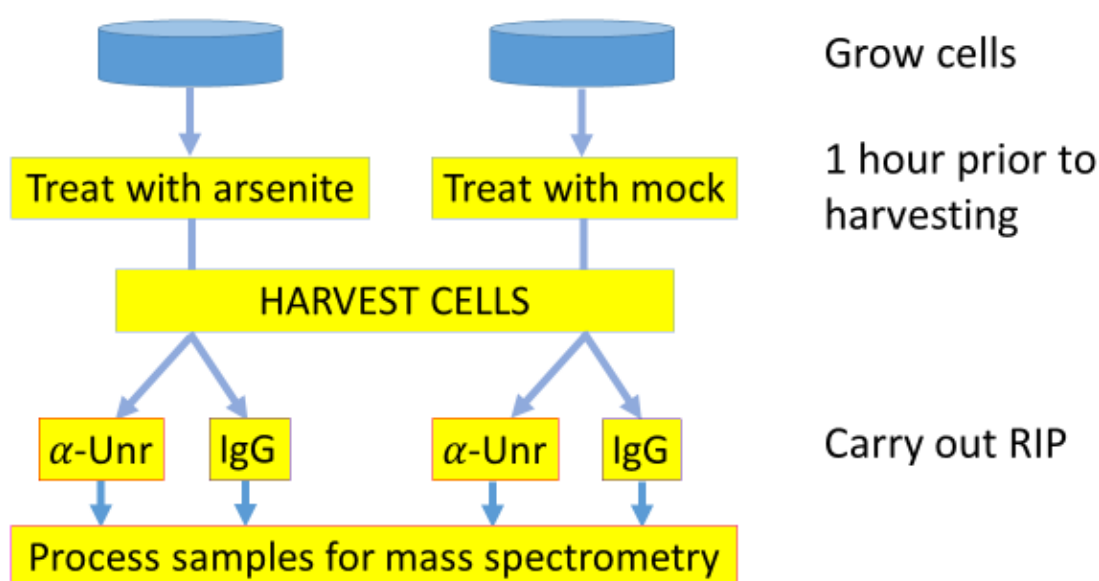 Grow cells
Treat with arsenite
Treat with mock
1 hour prior to
harvesting
HARVEST CELLS
α-Unr
IgG
α-Unr
IgG
Carry out RIP
Process samples for mass spectrometry